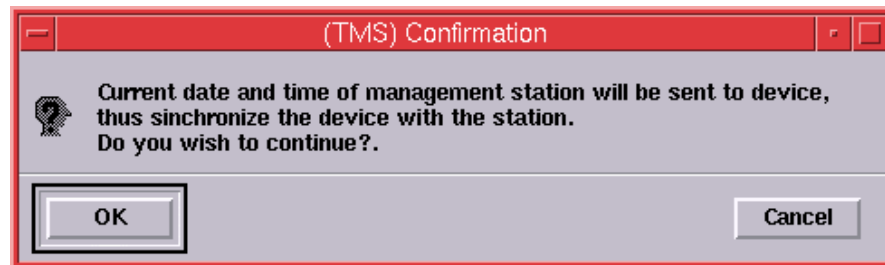 (TMS) Confirmation
Current date and time of management station will be sent to device,
thus sinchronize the device with the station.
Do you wish to continue?.
OK
Cancel